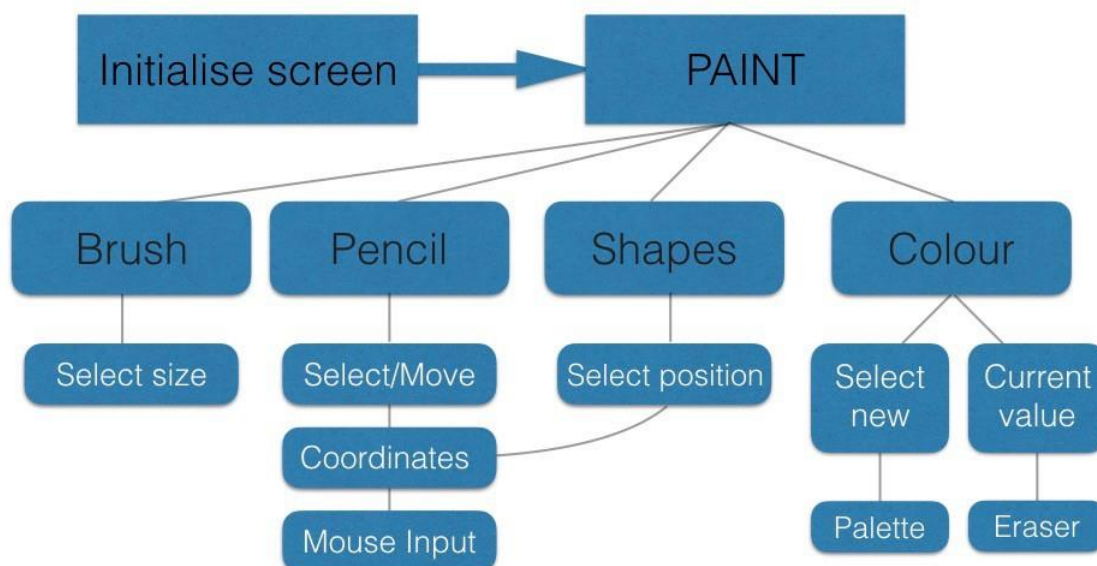 Initialise screen
PAINT
Brush
Pencil
Shapes
Colour
Select size
Select/Move
Select position
Select
new
Current
value
Coordinates
Mouse Input
Palette
Eraser